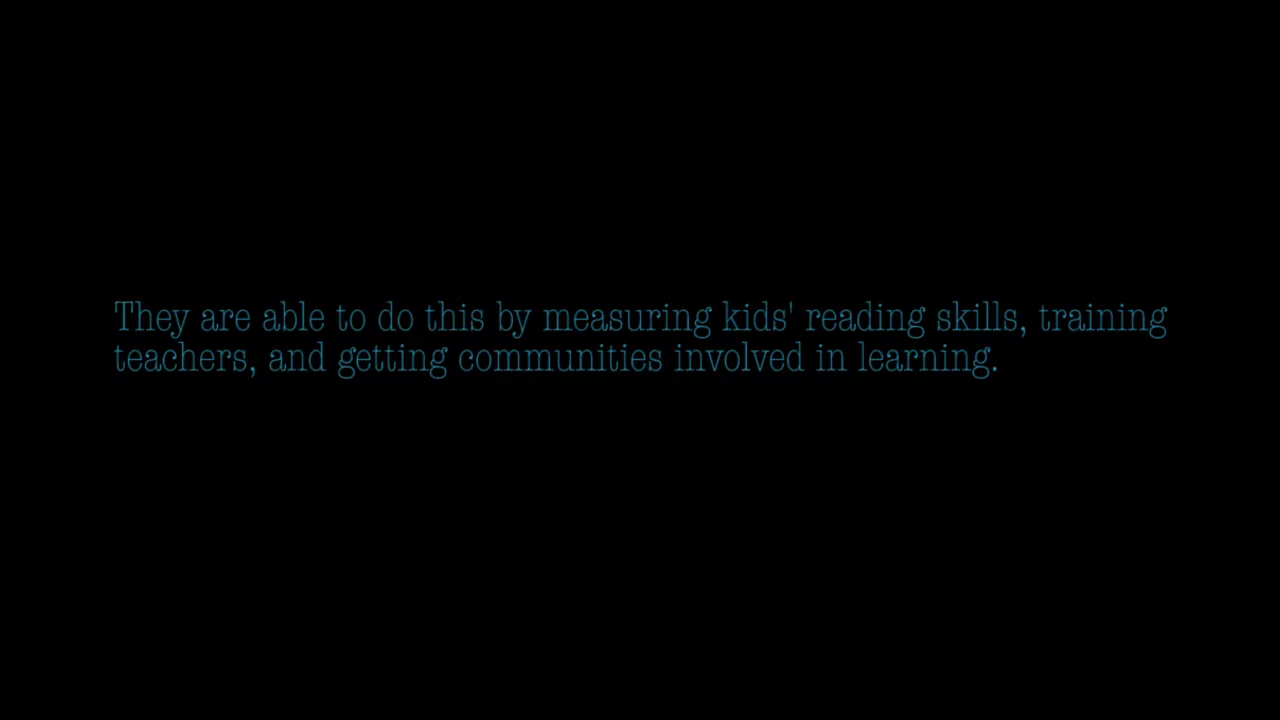 They are able to do this by measuring kids' reading skills, training
teachers, and getting communities involved in learning.